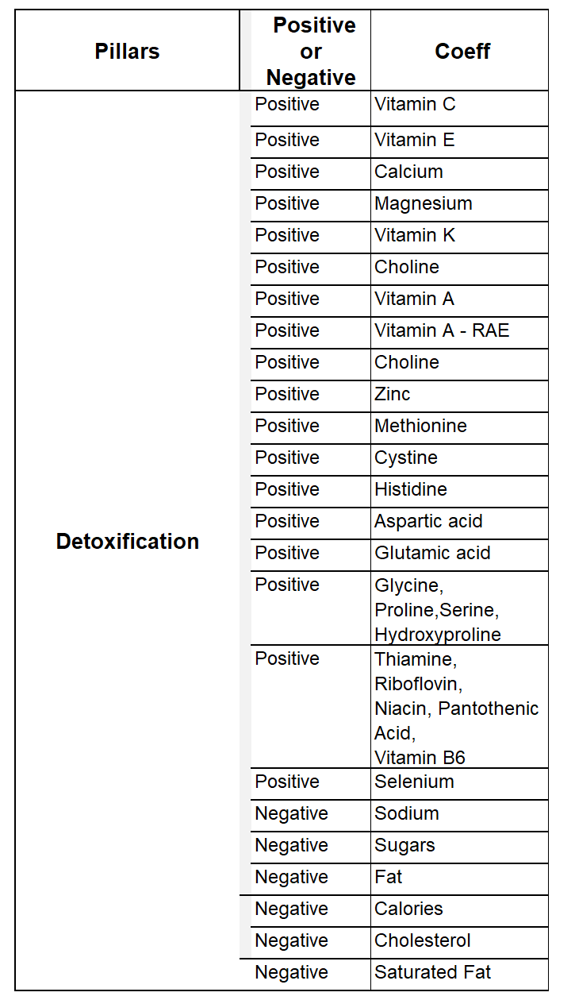 Pillars
Positive
or
Negative
Coeff
Detoxification
Positive Vitamin C
Positive Vitamin E
Positive Calcium
Positive Magnesium
Positive Vitamin K
Positive Choline
Positive Vitamin A
Positive Vitamin A - RAE
Positive Choline
Positive Zinc
Positive Methionine
Positive Cystine
Positive Histidine
Positive Aspartic acid
Positive Glutamic acid
Positive Glycine,
Proline,Serine,
Hydroxyproline
Positive Thiamine,
Riboflovin,
Niacin, Pantothenic
Acid,
Vitamin B6
Positive Selenium
Negative Sodium
Negative Sugars
Negative Fat
Negative Calories
Negative Cholesterol
Negative Saturated Fat